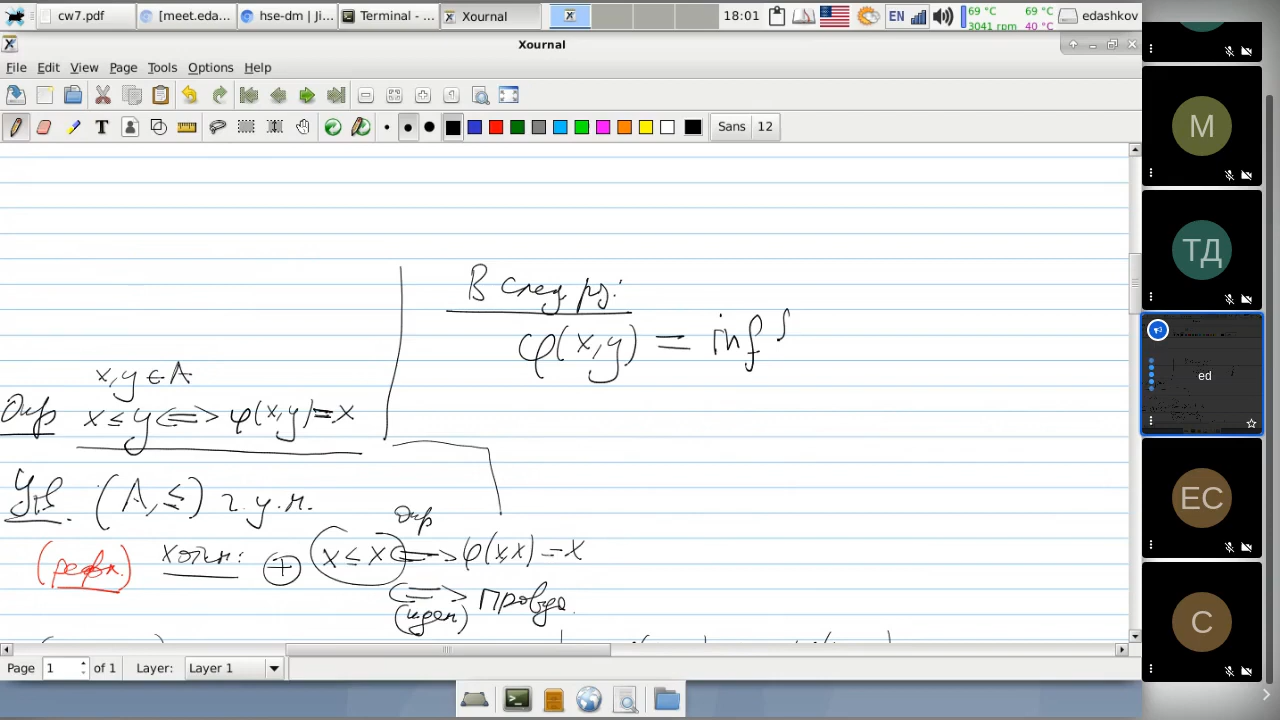 cw7.pdf
[meet.eda...
hse-dm | Ji...
Terminal - ...
Xournal
18:01
EN
69 °C
3041 rpm
69 °C
40 °C
edashkov
Xournal
File Edit View Page Tools Options Help
Sans 12
В след рз:
φ(x,y) = inf
x,y ∈ A
Опр x ≤ y ⟺ φ(x,y)=x
Утв. (A, ≤) ч.у.м.
Опр
(рефл.) хотим: + x ≤ x ⟺ φ(x,x) = x
⟺ правда.
(идем)
Page 1 of 1 Layer: Layer 1
М
ТД
ed
ЕС
С